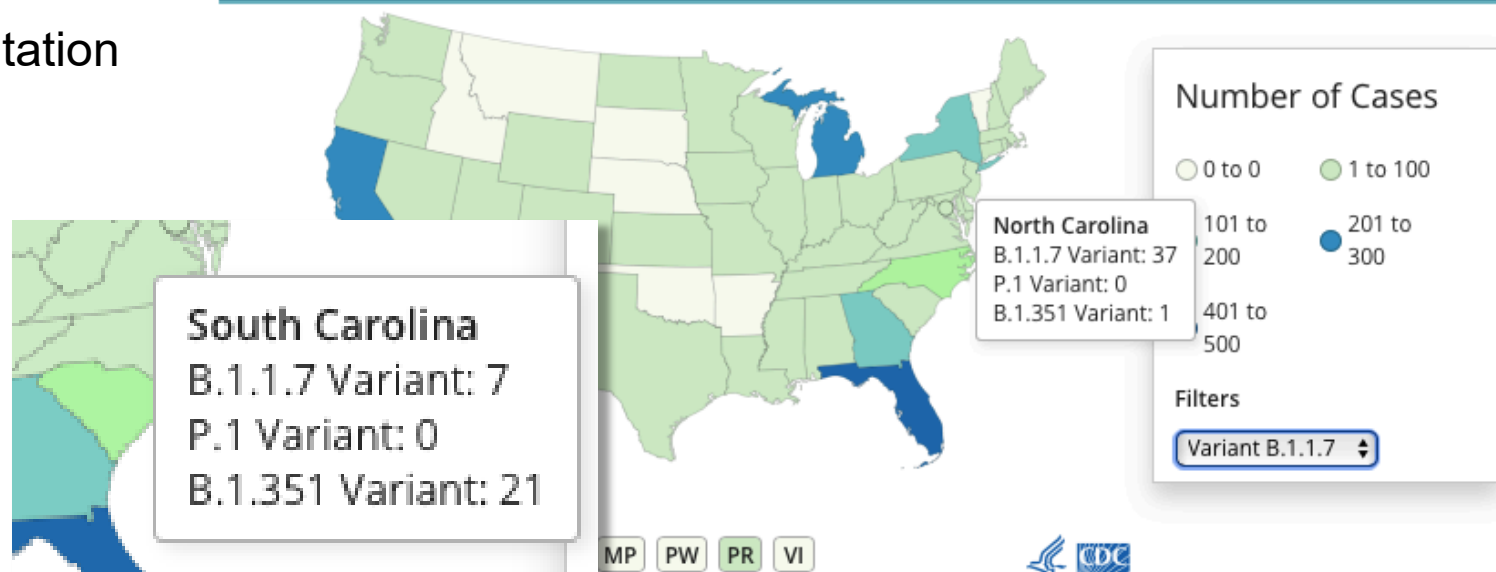 tation
Number of Cases
0 to 0
1 to 100
101 to
200
201 to
300
401 to
500
Filters
Variant B.1.1.7
North Carolina
B.1.1.7 Variant: 37
P.1 Variant: 0
B.1.351 Variant: 1
South Carolina
B.1.1.7 Variant: 7
P.1 Variant: 0
B.1.351 Variant: 21
MP
PW
PR
VI
CDC